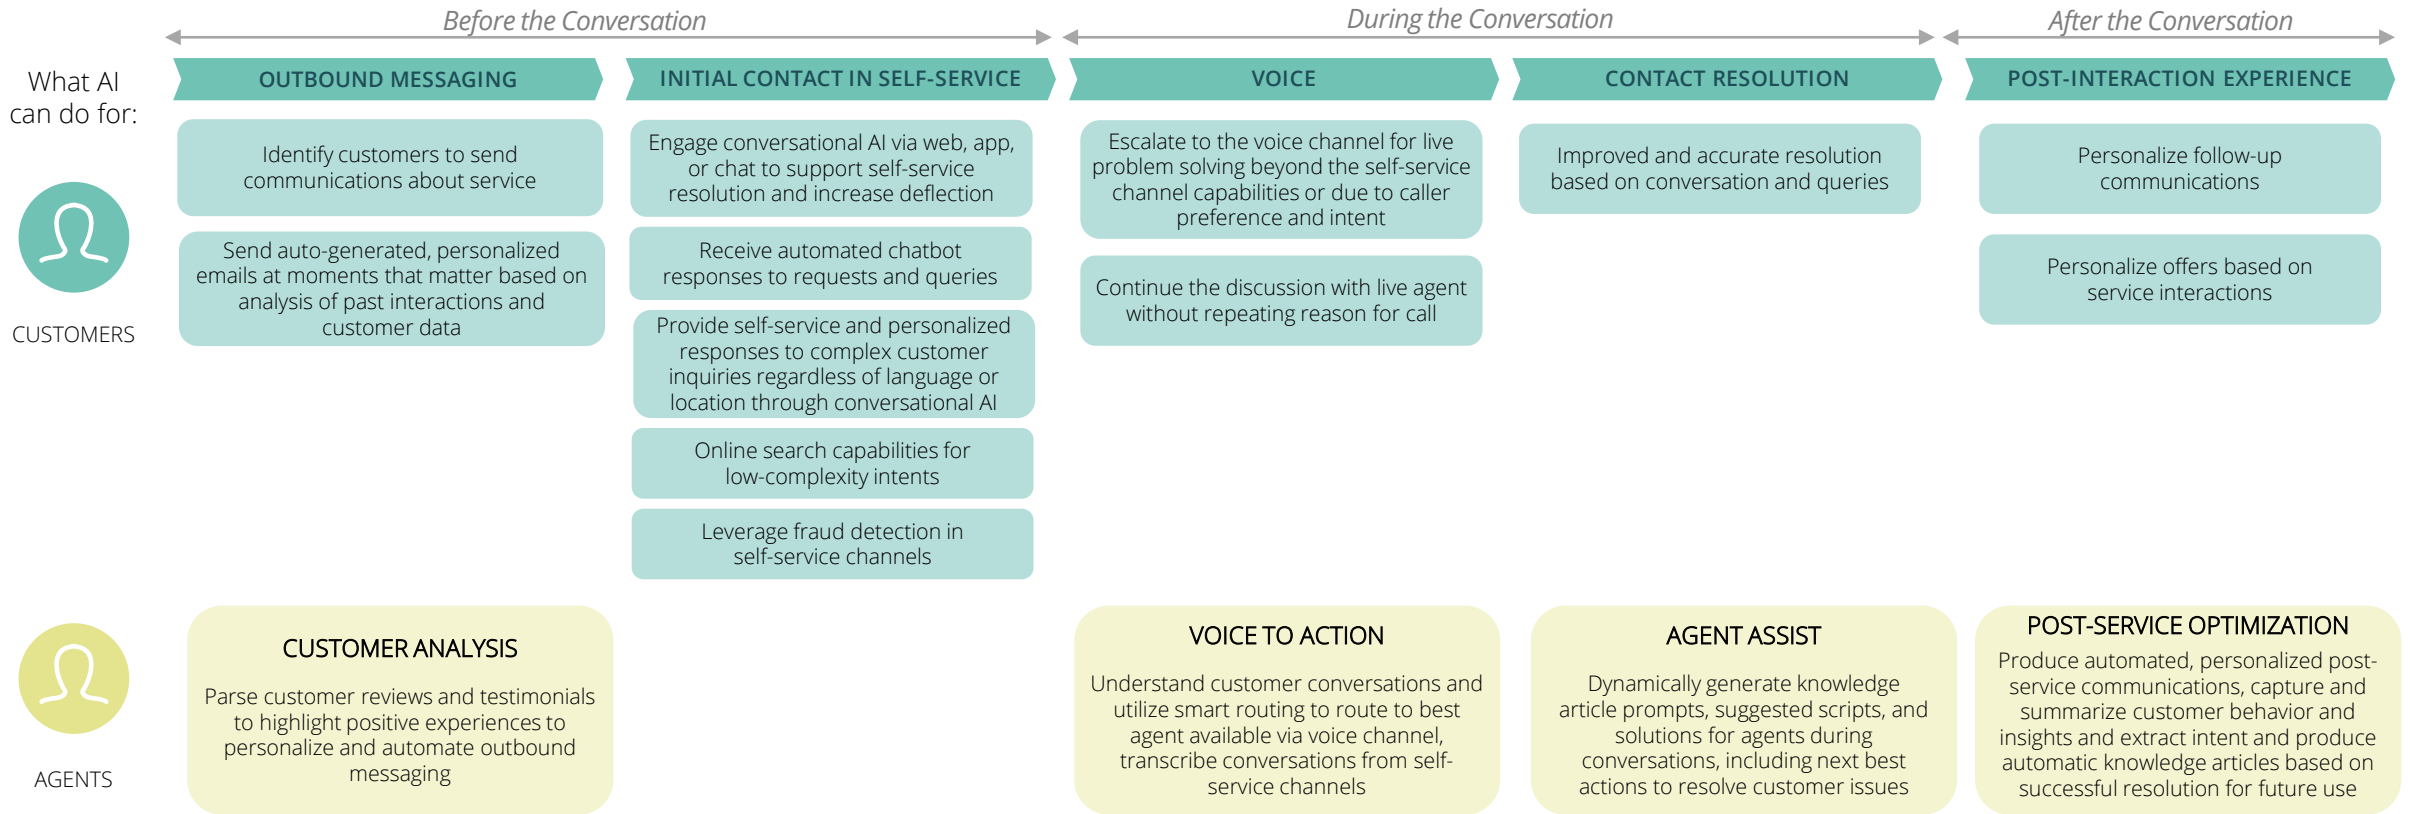 Before the Conversation
During the Conversation
After the Conversation
What AI
can do for:
OUTBOUND MESSAGING
INITIAL CONTACT IN SELF-SERVICE
VOICE
CONTACT RESOLUTION
POST-INTERACTION EXPERIENCE
CUSTOMERS
Identify customers to send
communications about service
Send auto-generated, personalized
emails at moments that matter based on
analysis of past interactions and
customer data
Engage conversational AI via web, app,
or chat to support self-service
resolution and increase deflection
Receive automated chatbot
responses to requests and queries
Provide self-service and personalized
responses to complex customer
inquiries regardless of language or
location through conversational AI
Online search capabilities for
low-complexity intents
Leverage fraud detection in
self-service channels
Escalate to the voice channel for live
problem solving beyond the self-service
channel capabilities or due to caller
preference and intent
Continue the discussion with live agent
without repeating reason for call
Improved and accurate resolution
based on conversation and queries
Personalize follow-up
communications
Personalize offers based on
service interactions
AGENTS
CUSTOMER ANALYSIS
Parse customer reviews and testimonials
to highlight positive experiences to
personalize and automate outbound
messaging
VOICE TO ACTION
Understand customer conversations and
utilize smart routing to route to best
agent available via voice channel,
transcribe conversations from self-
service channels
AGENT ASSIST
Dynamically generate knowledge
article prompts, suggested scripts, and
solutions for agents during
conversations, including next best
actions to resolve customer issues
POST-SERVICE OPTIMIZATION
Produce automated, personalized post-
service communications, capture and
summarize customer behavior and
insights and extract intent and produce
automatic knowledge articles based on
successful resolution for future use